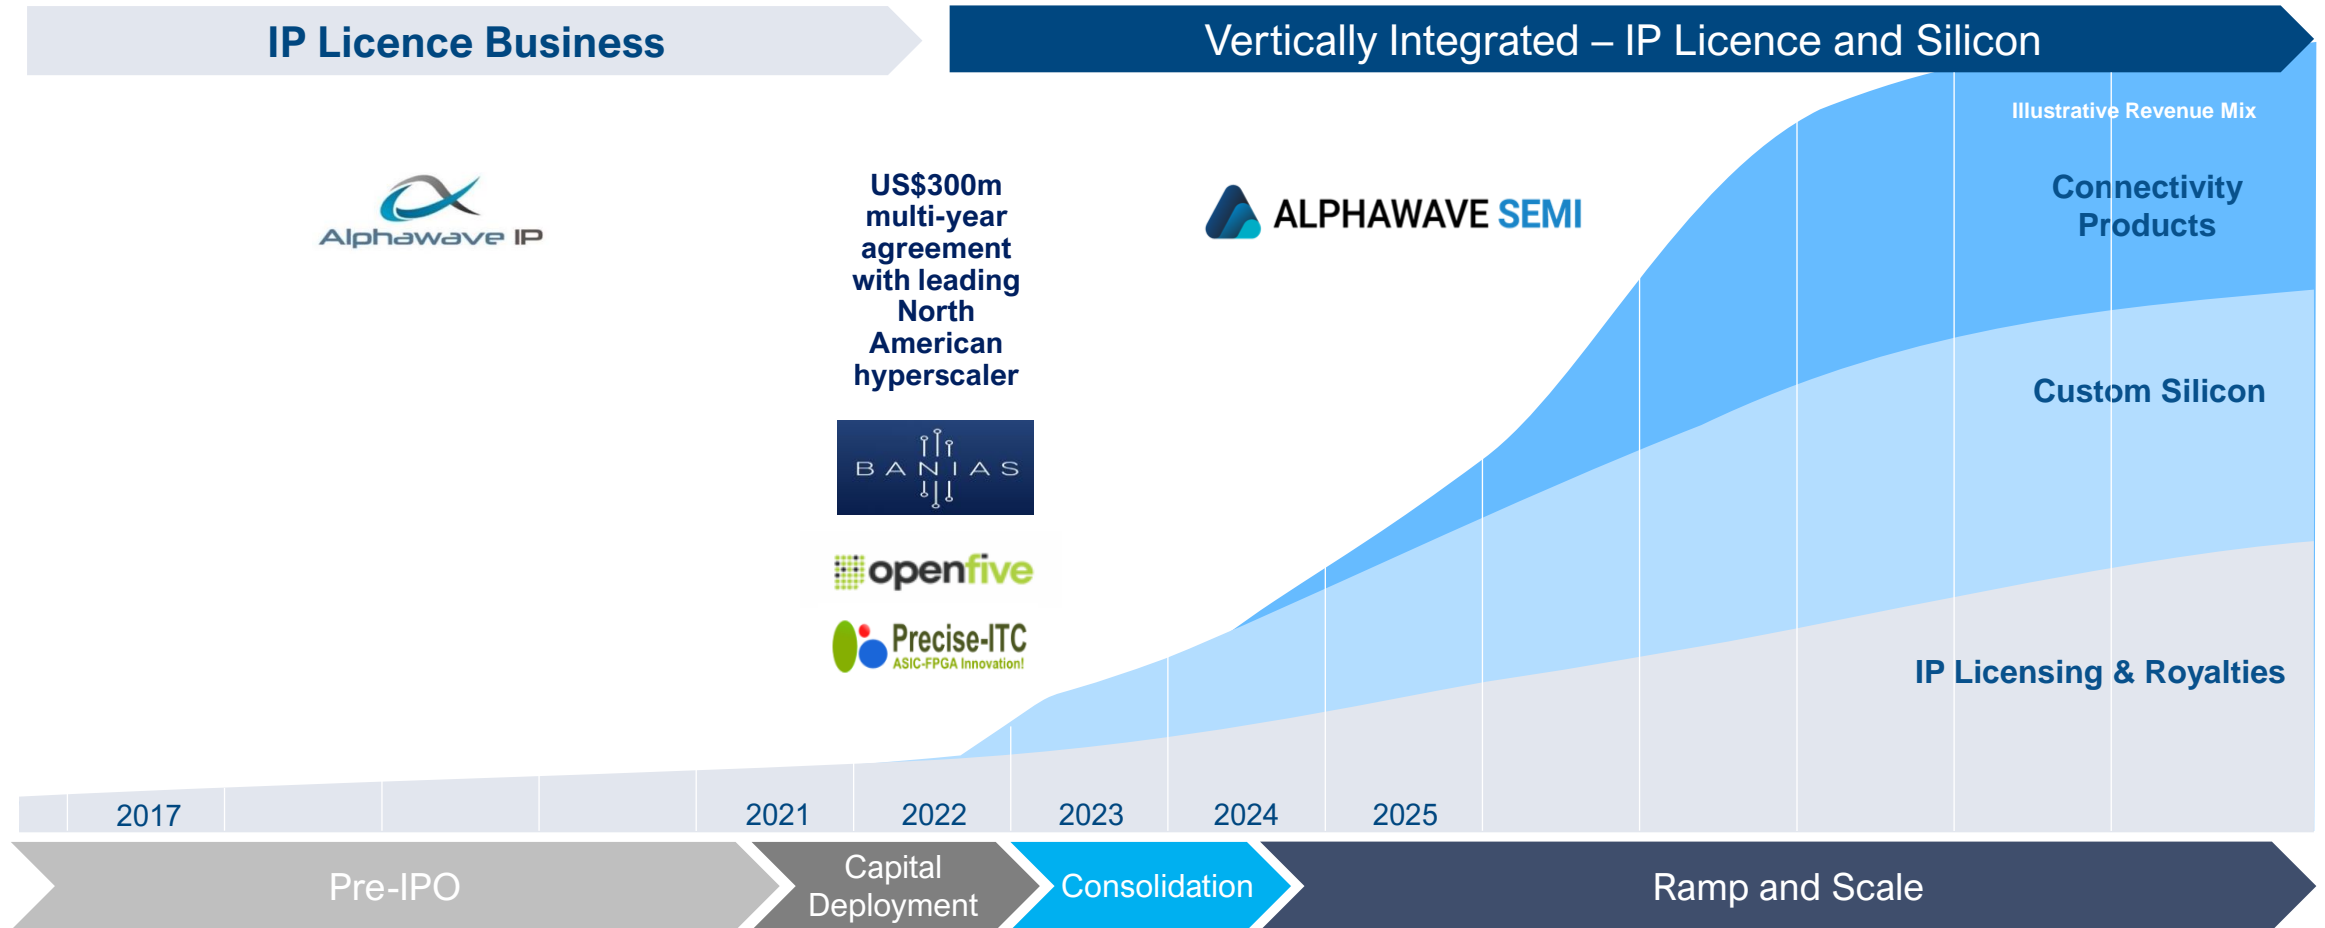 IP Licence Business
Vertically Integrated – IP Licence and Silicon
Illustrative Revenue Mix
Alphawave IP
US$300m
multi-year
agreement
with leading
North
American
hyperscaler
ALPHAWAVE SEMI
Connectivity
Products
BANIAS
Custom Silicon
openfive
Precise-ITC
ASIC-FPGA Innovation!
IP Licensing & Royalties
2017
2021
2022
2023
2024
2025
Pre-IPO
Capital
Deployment
Consolidation
Ramp and Scale